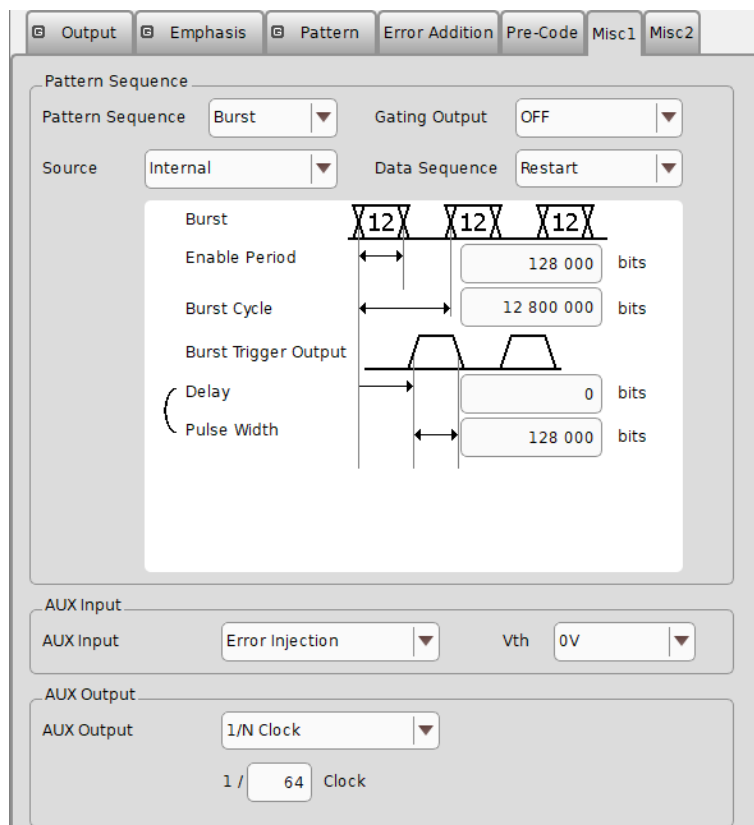 Output Emphasis Pattern Error Addition Pre-Code Misc1 Misc2
Pattern Sequence
Pattern Sequence Burst Gating Output OFF
Source Internal Data Sequence Restart
Burst 12 12 12
Enable Period 128 000 bits
Burst Cycle 12 800 000 bits
Burst Trigger Output
Delay 0 bits
Pulse Width 128 000 bits
AUX Input
AUX Input Error Injection Vth 0V
AUX Output
AUX Output 1/N Clock
1 / 64 Clock